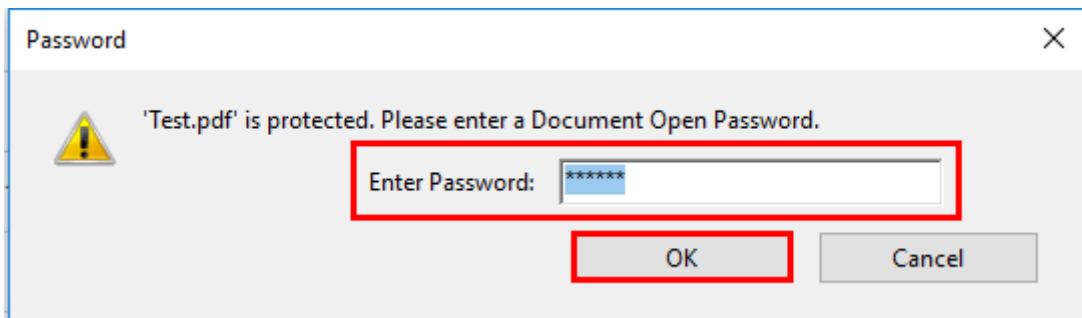 Password
'Test.pdf' is protected. Please enter a Document Open Password.
Enter Password: ******
OK Cancel